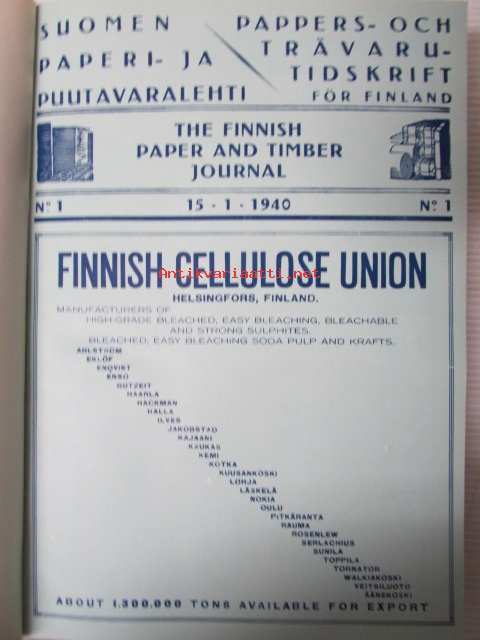 SUOMEN
PAPERI- JA
PUUTAVARALEHTI
PAPPERS- OCH
TRÄVARU-
TIDSKRIFT
FÖR FINLAND
THE FINNISH
PAPER AND TIMBER
JOURNAL
No 1
15 - 1 - 1940
No 1
FINNISH CELLULOSE UNION
Antikvariaatti.net
HELSINGFORS, FINLAND.
MANUFACTURERS OF
HIGH-GRADE BLEACHED, EASY BLEACHING, BLEACHABLE
AND STRONG SULPHITES.
BLEACHED, EASY BLEACHING SODA PULP AND KRAFTS.
AHLSTRÖM
EKLÖF
ENQVIST
ENSO
GUTZEIT
HAARLA
HACKMAN
HALLA
ILVES
JAKOBSTAD
KAJAANI
KAUKAS
KEMI
KOTKA
KUUSANKOSKI
LOHJA
LÄSKELÄ
NOKIA
OULU
PITKÄRANTA
RAUMA
ROSENLEW
SERLACHIUS
SUNILA
TOPPILA
TORNATOR
WALKIAKOSKI
VEITSILUOTO
ÄÄNEKOSKI
ABOUT 1.300.000 TONS AVAILABLE FOR EXPORT